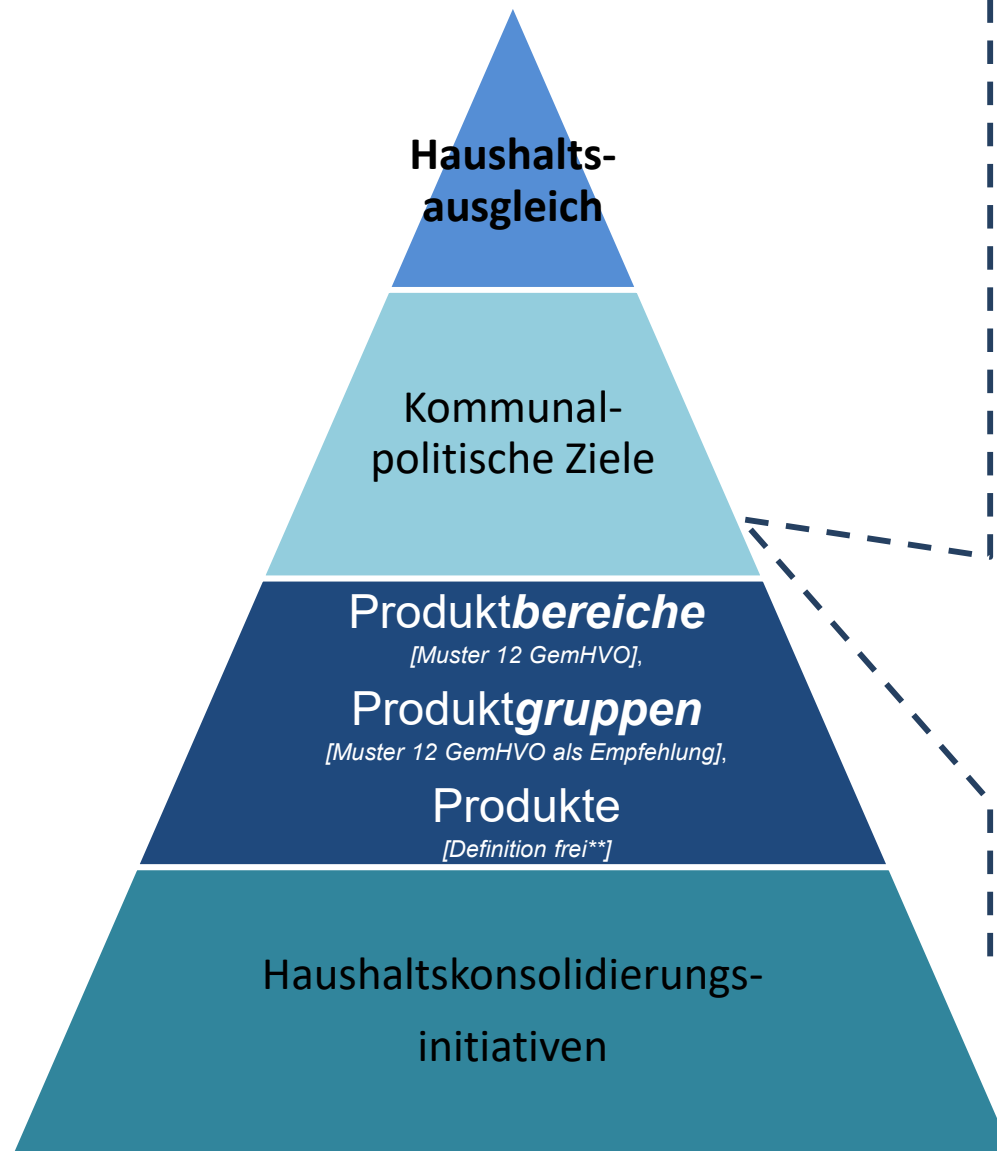 Haushalts-
ausgleich
Kommunal-
politische Ziele
Produktbereiche
[Muster 12 GemHVO],
Produktgruppen
[Muster 12 GemHVO als Empfehlung],
Produkte
[Definition frei**]
Haushaltskonsolidierungs-
initiativen